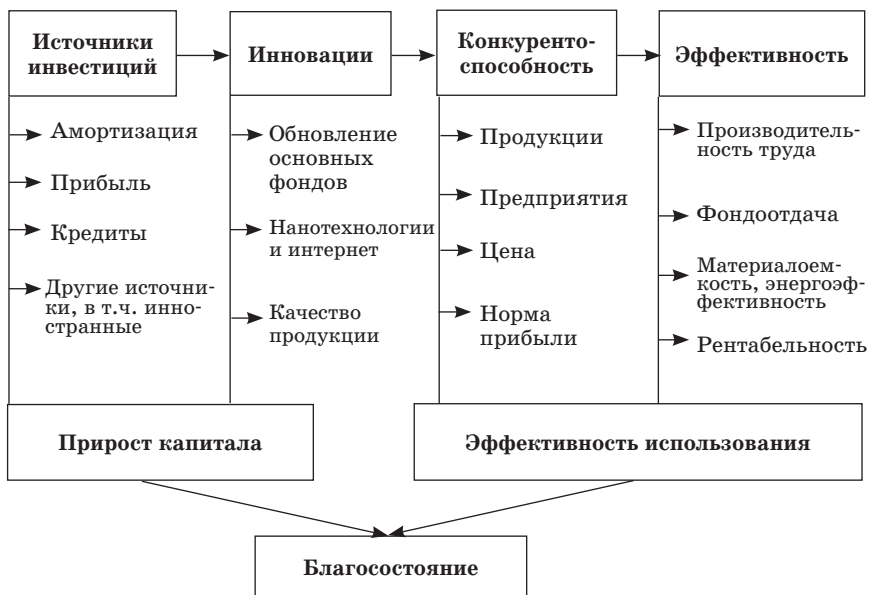 Источники
инвестиций
Инновации
Конкуренто-
способность
Эффективность
Амортизация
Прибыль
Кредиты
Другие источни-
ки, в т.ч. инно-
странные
Обновление
основных
фондов
Нанотехнологии
и интернет
Качество
продукции
Продукции
Предприятия
Цена
Норма
прибыли
Производитель-
ность труда
Фондоотдача
Материалоем-
кость, энергоэф-
фективность
Рентабельность
Прирост капитала
Эффективность использования
Благосостояние